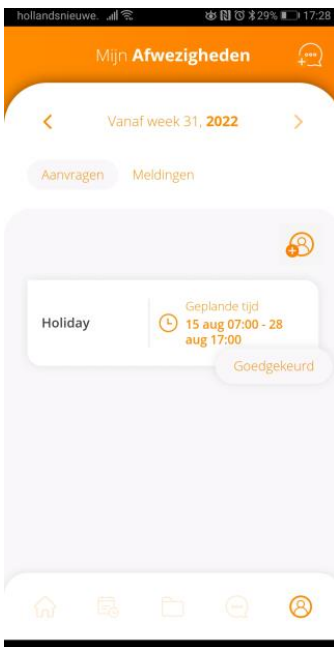 hollandsnieuwe. 29% 17:28
Mijn Afwezigheden
Vanaf week 31, 2022
Aanvragen Meldingen
Geplande tijd
Holiday 15 aug 07:00 - 28
aug 17:00
Goedgekeurd